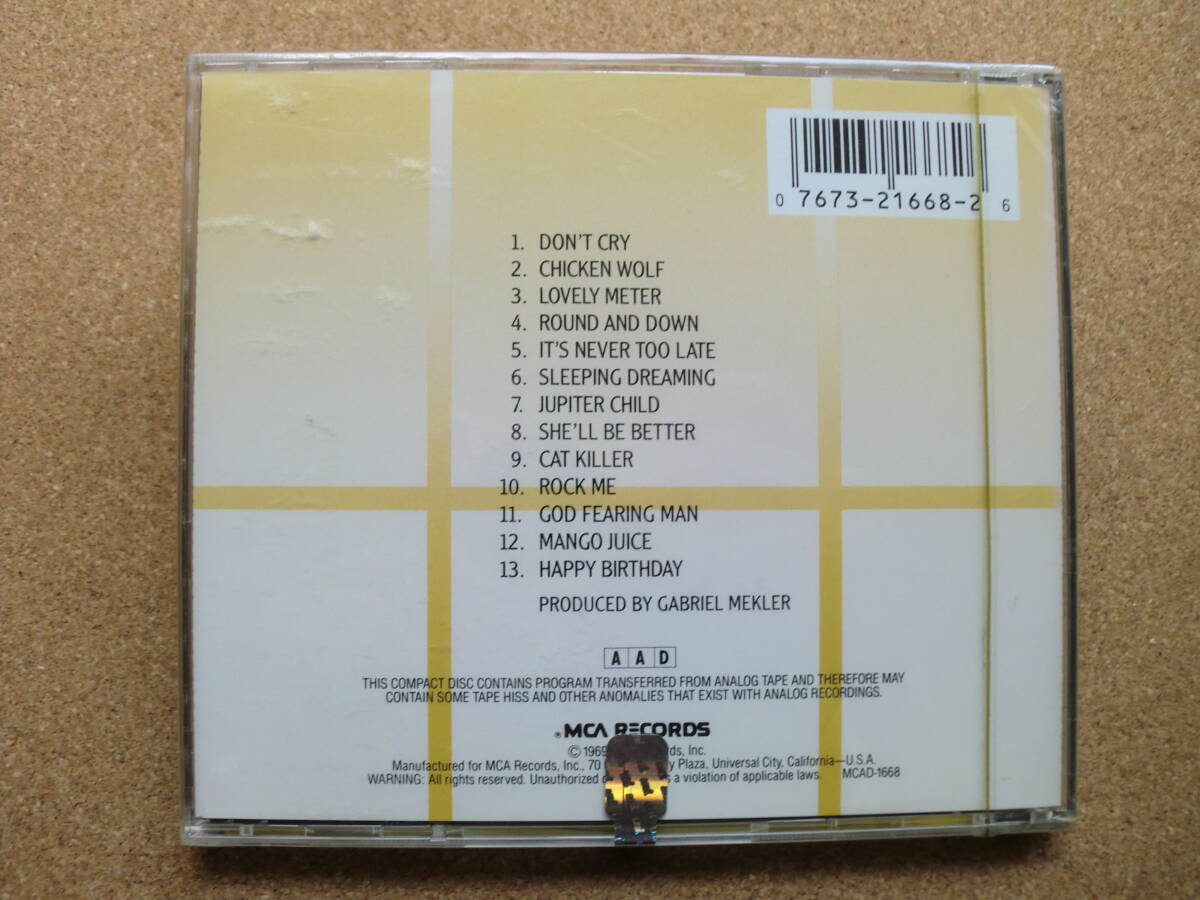 0 7673-21668-2 6
1. DON'T CRY
2. CHICKEN WOLF
3. LOVELY METER
4. ROUND AND DOWN
5. IT'S NEVER TOO LATE
6. SLEEPING DREAMING
7. JUPITER CHILD
8. SHE'LL BE BETTER
9. CAT KILLER
10. ROCK ME
11. GOD FEARING MAN
12. MANGO JUICE
13. HAPPY BIRTHDAY
PRODUCED BY GABRIEL MEKLER
A A D
THIS COMPACT DISC CONTAINS PROGRAM TRANSFERRED FROM ANALOG TAPE AND THEREFORE MAY
CONTAIN SOME TAPE HISS AND OTHER ANOMALIES THAT EXIST WITH ANALOG RECORDINGS.
® MCA RECORDS
© 1969 Inc.
Manufactured for MCA Records, Inc., 70 Plaza, Universal City, California—U.S.A.
WARNING: All rights reserved. Unauthorized a violation of applicable laws. MCAD-1668